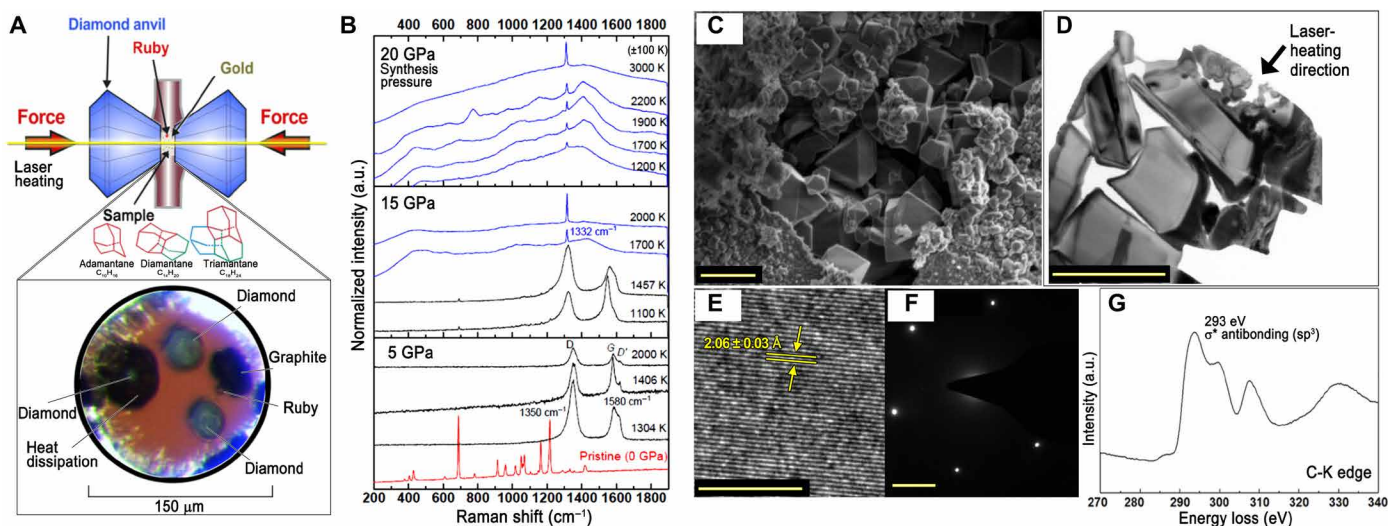 A
Diamond anvil
Ruby
Gold
Force
Force
Laser
heating
Sample
Adamantane
C10H16
Diamantane
C14H20
Triamantane
C18H24
Diamond
Graphite
Ruby
Diamond
Heat
dissipation
Diamond
150 µm
B
400 600 800 1000 1200 1400 1600 1800
20 GPa
Synthesis
pressure
(±100 K)
3000 K
2200 K
1900 K
1700 K
1200 K
15 GPa
2000 K
1332 cm−1
1700 K
1457 K
1100 K
5 GPa
D
G
D'
2000 K
1406 K
1350 cm−1
1580 cm−1
1304 K
Pristine (0 GPa)
200 400 600 800 1000 1200 1400 1600 1800
Raman shift (cm−1)
Normalized intensity (a.u.)
C
D
Laser-
heating
direction
E
2.06 ± 0.03 Å
F
G
293 eV
σ* antibonding (sp3)
C-K edge
Intensity (a.u.)
270 280 290 300 310 320 330 340
Energy loss (eV)